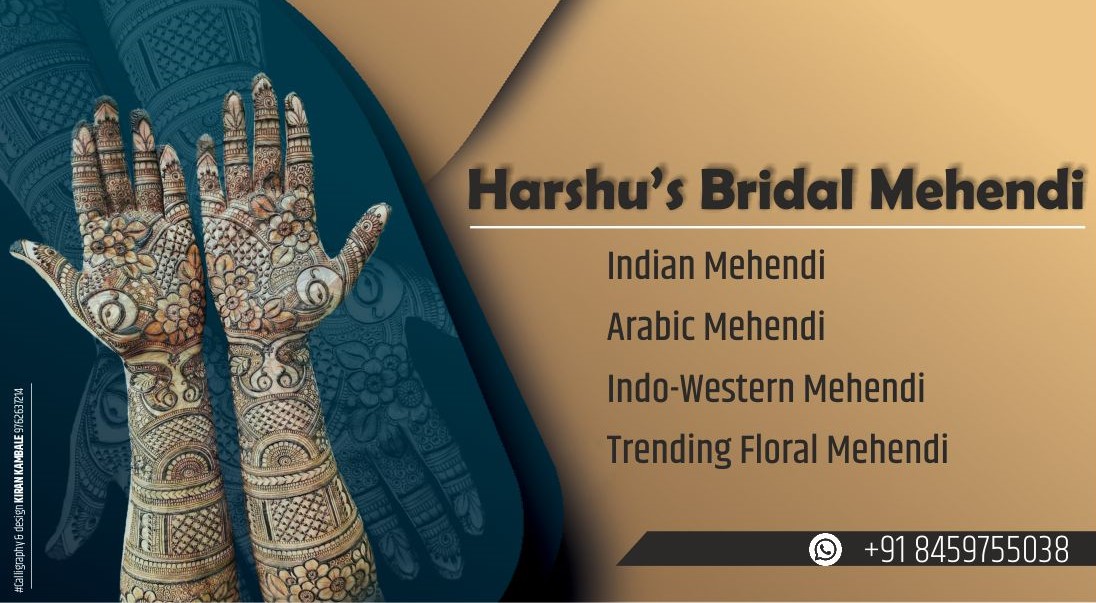 Harshu's Bridal Mehendi
Indian Mehendi
Arabic Mehendi
Indo-Western Mehendi
Trending Floral Mehendi
+91 8459755038
#Calligraphy & design KIRAN KAMBALE 9762637214